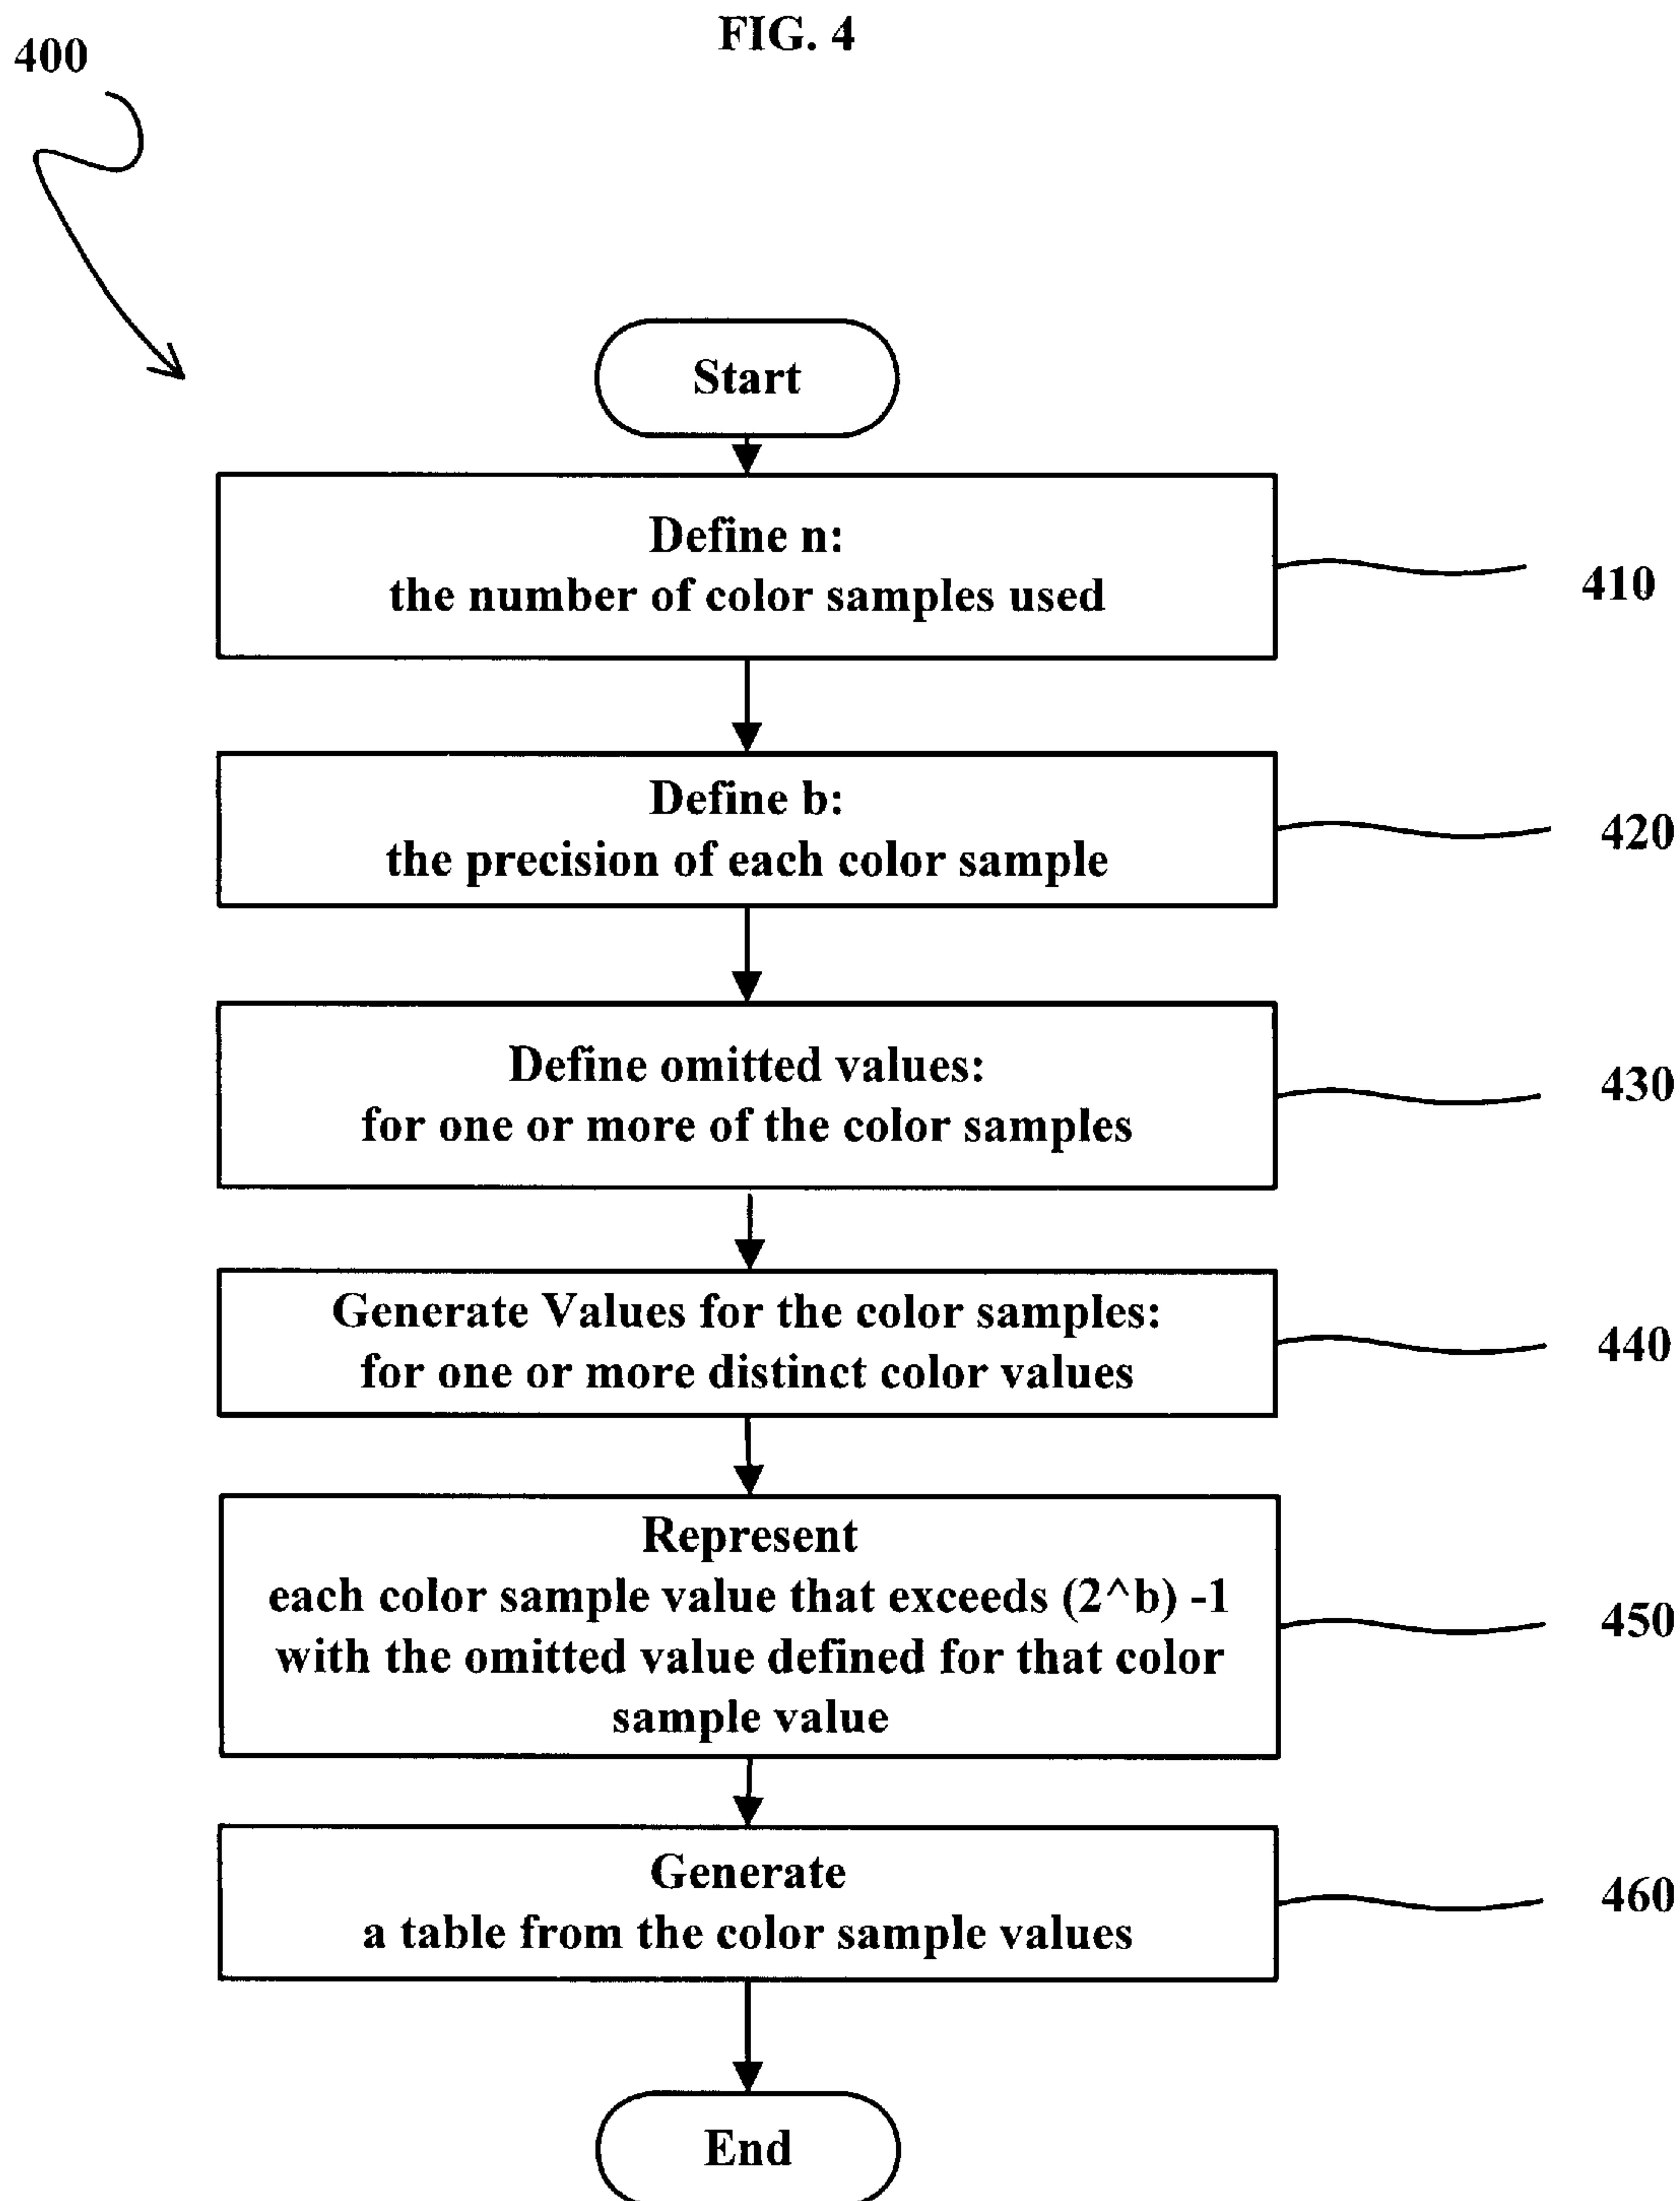 FIG. 4
400
Start
Define n:
the number of color samples used
410
Define b:
the precision of each color sample
420
Define omitted values:
for one or more of the color samples
430
Generate Values for the color samples:
for one or more distinct color values
440
Represent
each color sample value that exceeds (2^b) -1
with the omitted value defined for that color
sample value
450
Generate
a table from the color sample values
460
End